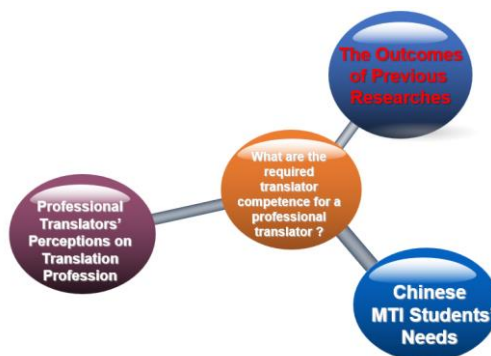 The Outcomes
of Previous
Researches
What are the
required
translator
competence for a
professional
translator ?
Professional
Translators'
Perceptions on
Translation
Profession
Chinese
MTI Students
Needs